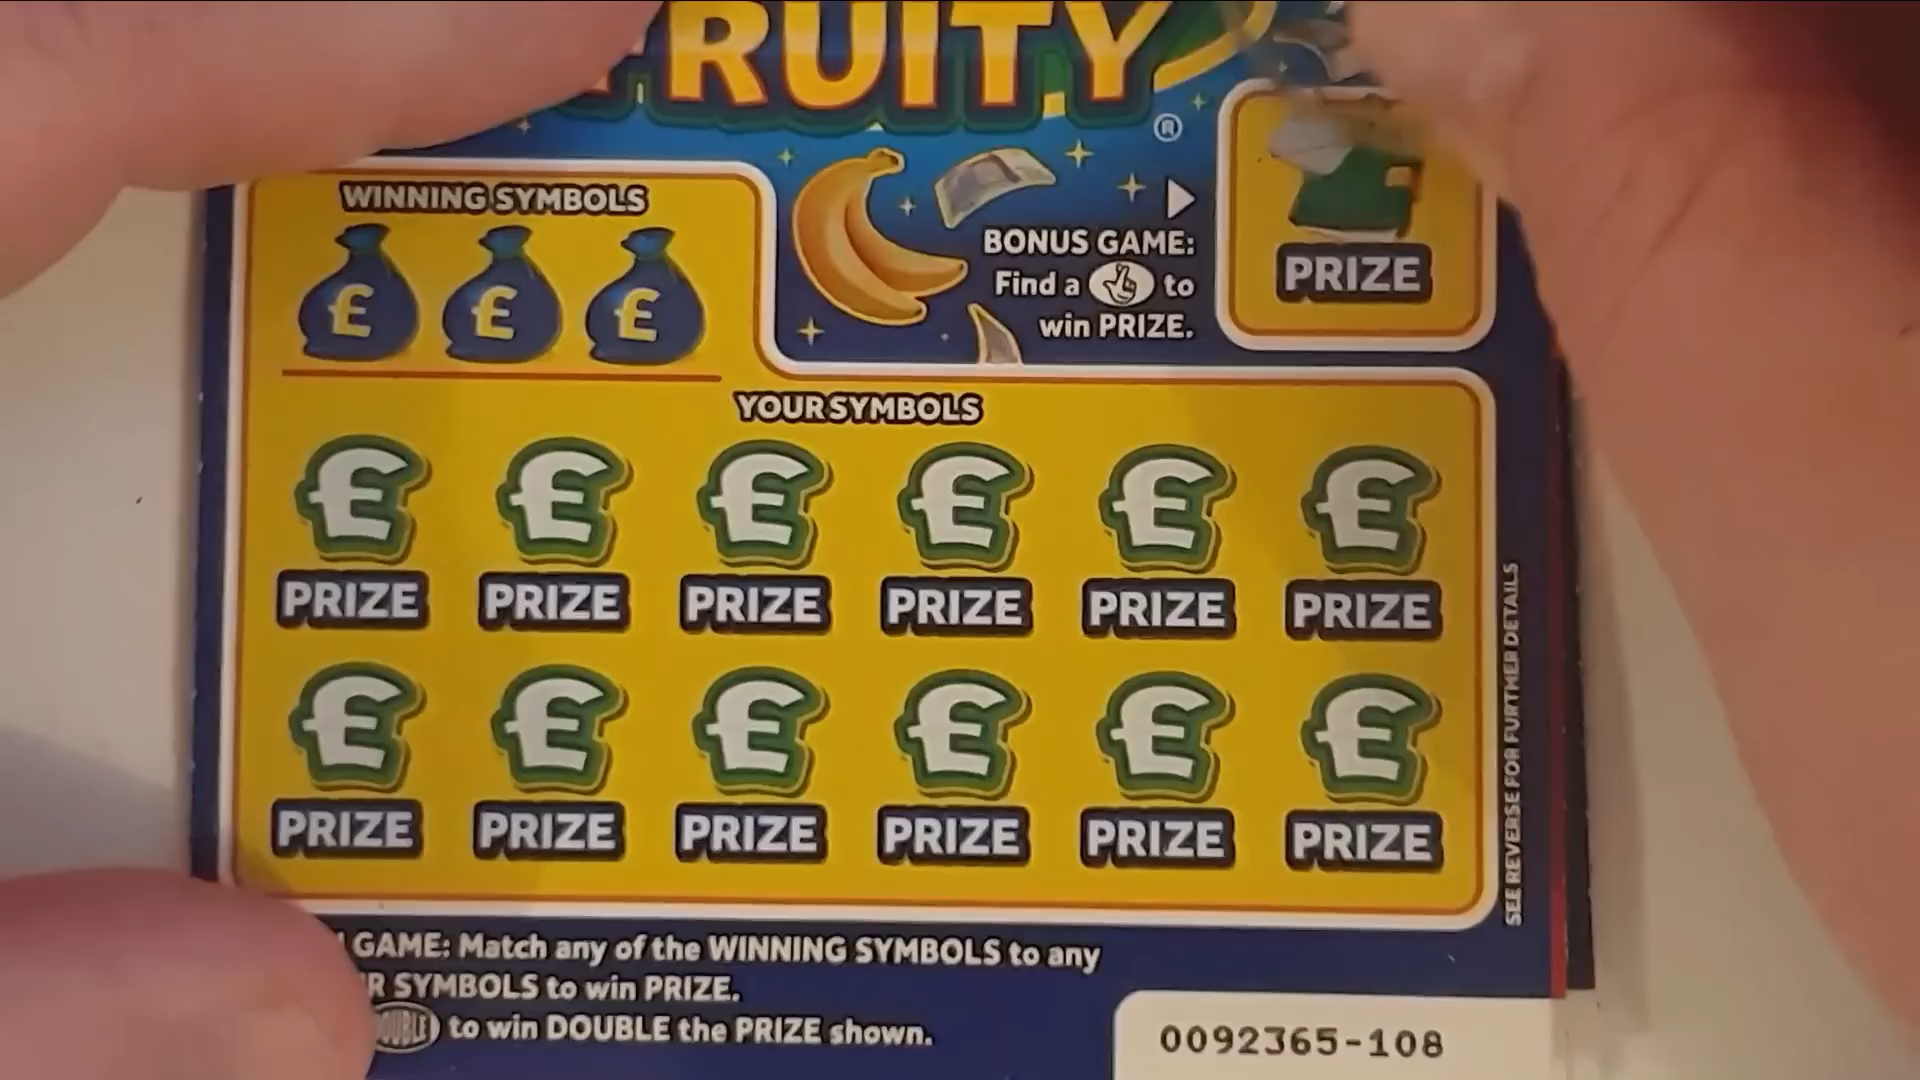 FRUITY
®
WINNING SYMBOLS
£ £ £
BONUS GAME:
Find a to
win PRIZE.
PRIZE
YOUR SYMBOLS
£ £ £ £ £ £
PRIZE PRIZE PRIZE PRIZE PRIZE PRIZE
£ £ £ £ £ £
PRIZE PRIZE PRIZE PRIZE PRIZE PRIZE
SEE REVERSE FOR FURTHER DETAILS
GAME: Match any of the WINNING SYMBOLS to any
R SYMBOLS to win PRIZE.
DOUBLE to win DOUBLE the PRIZE shown.
0092365-108